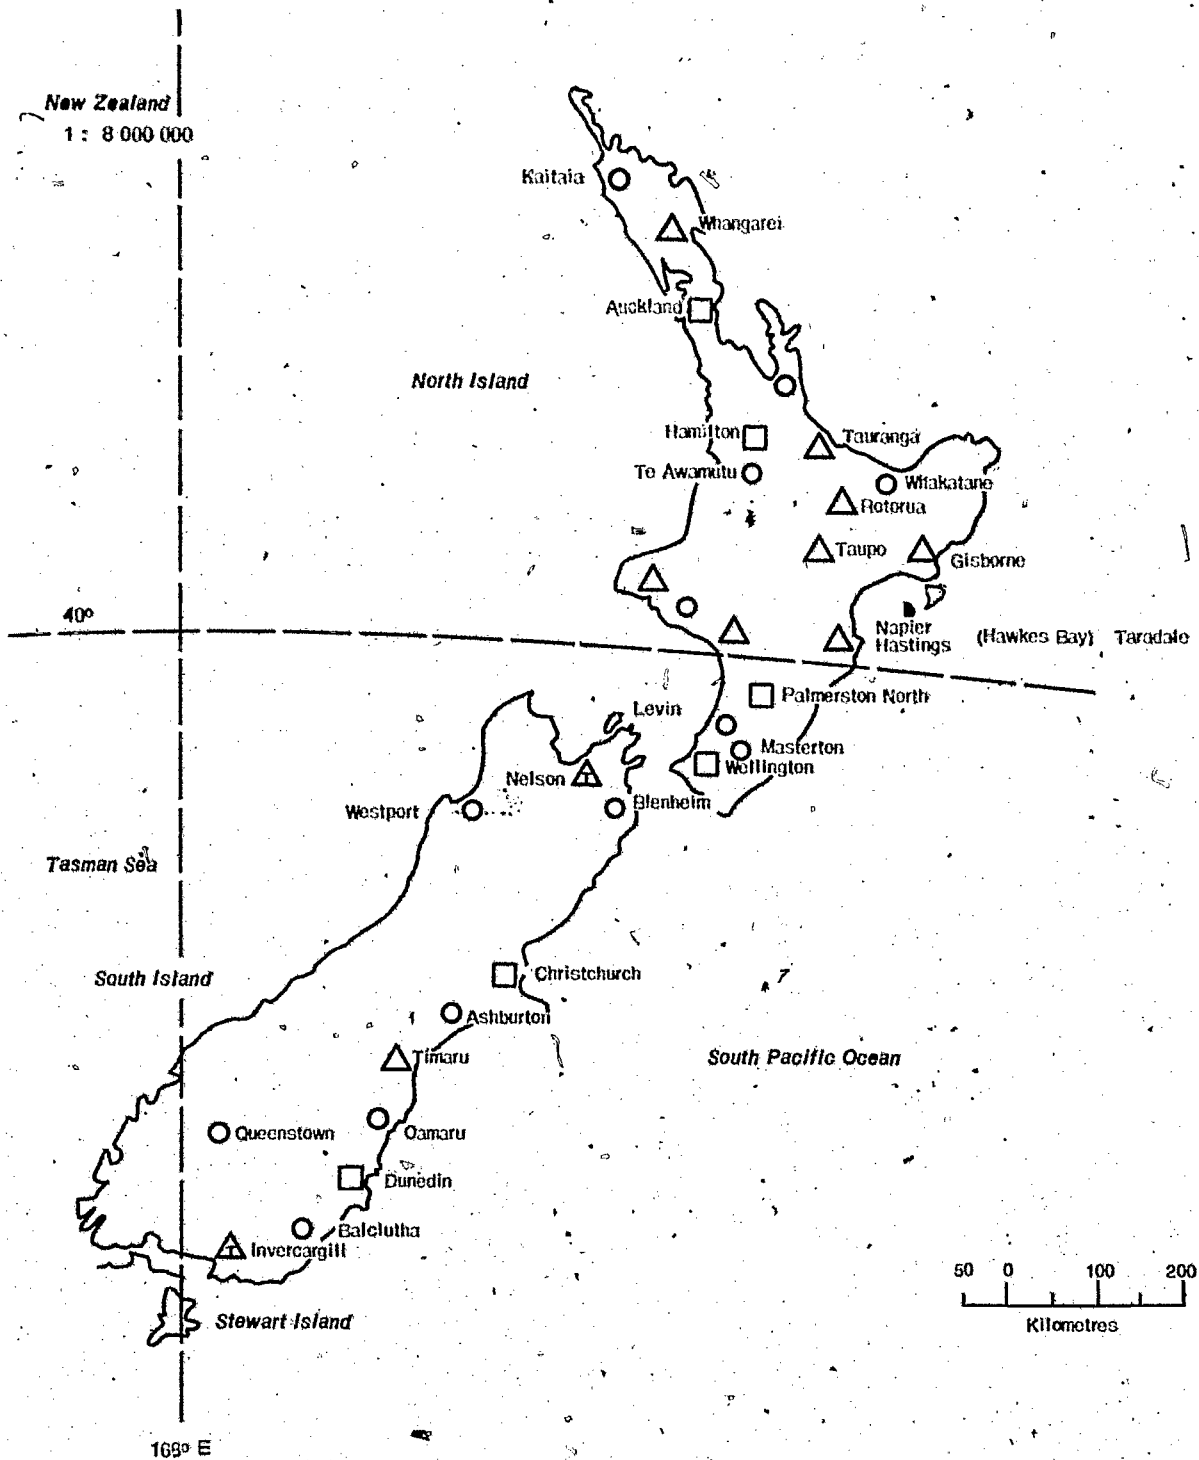 New Zealand
1 : 8 000 000
Kaitaia
Whangarei
Auckland
North Island
Hamilton
Tauranga
Te Awamutu
Whakatane
Rotorua
Taupo
Gisborne
40º
Napier
Hastings
(Hawkes Bay)
Taradale
Palmerston North
Levin
Masterton
Wellington
Nelson
T
Blenheim
Westport
Tasman Sea
South Island
Christchurch
Ashburton
Timaru
South Pacific Ocean
Queenstown
Oamaru
Dunedin
Balclutha
T
Invercargill
50 0 100 200
Kilometres
Stewart Island
168º E